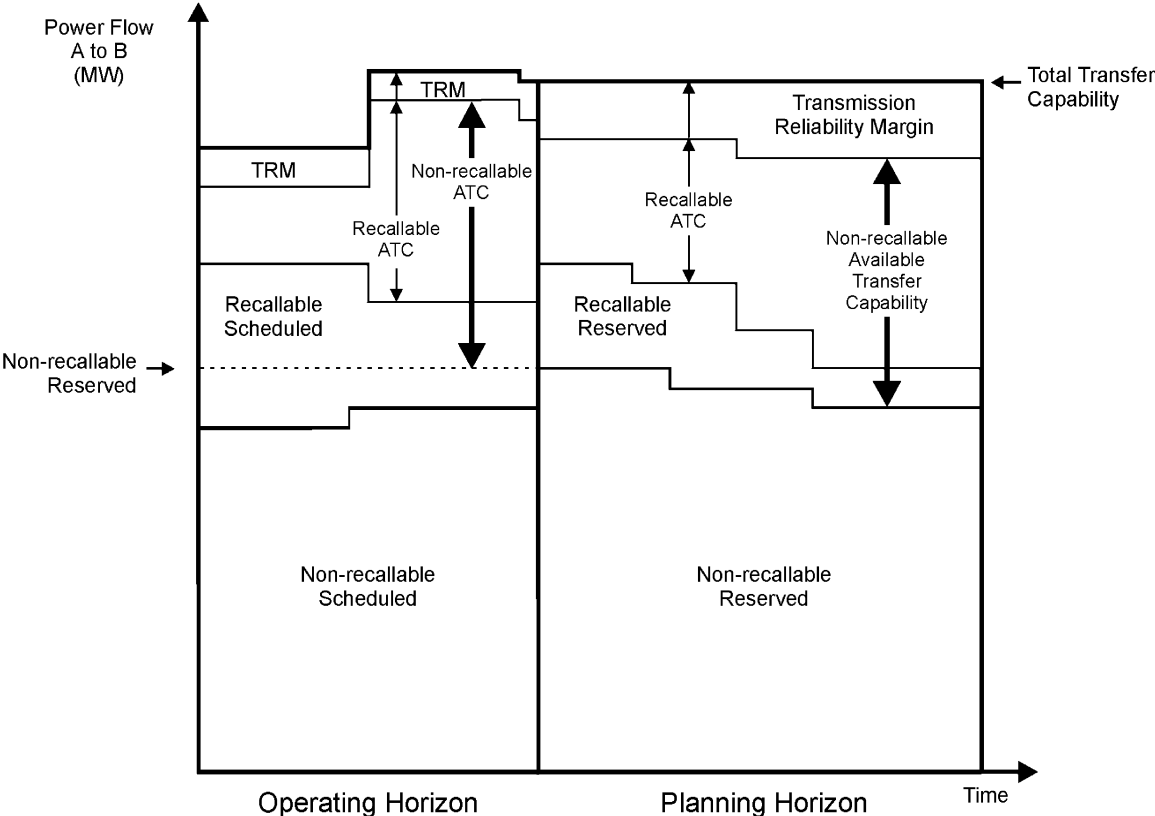 Power Flow
A to B
(MW)
TRM
Total Transfer
Capability
Transmission
Reliability Margin
TRM
Non-recallable
ATC
Recallable
ATC
Recallable
ATC
Non-recallable
Available
Transfer
Capability
Recallable
Scheduled
Recallable
Reserved
Non-recallable
Reserved
Non-recallable
Scheduled
Non-recallable
Reserved
Operating Horizon
Planning Horizon
Time